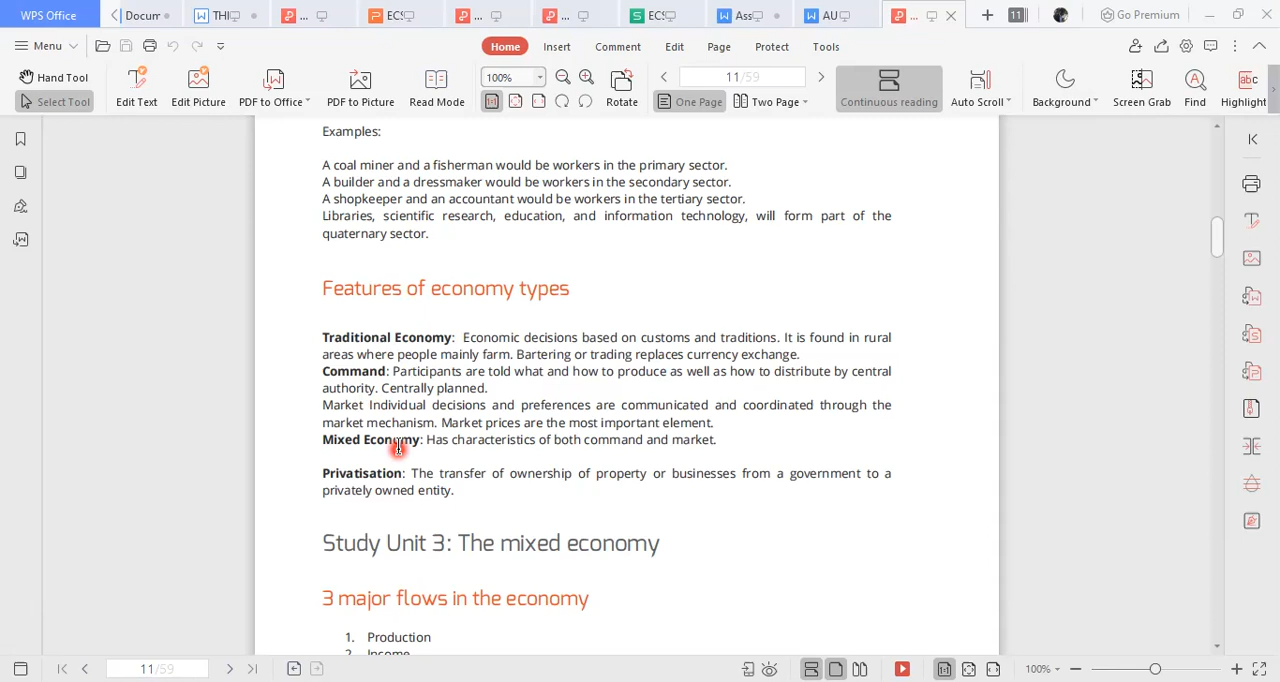 WPS Office Docum THI ... ECS ... ... ECS Ass AU ... 11 Go Premium
Menu Home Insert Comment Edit Page Protect Tools
Hand Tool Select Tool Edit Text Edit Picture PDF to Office PDF to Picture Read Mode 100% Rotate 11/59 One Page Two Page Continuous reading Auto Scroll Background Screen Grab Find Highlight
Examples:
A coal miner and a fisherman would be workers in the primary sector.
A builder and a dressmaker would be workers in the secondary sector.
A shopkeeper and an accountant would be workers in the tertiary sector.
Libraries, scientific research, education, and information technology, will form part of the
quaternary sector.
Features of economy types
Traditional Economy: Economic decisions based on customs and traditions. It is found in rural
areas where people mainly farm. Bartering or trading replaces currency exchange.
Command: Participants are told what and how to produce as well as how to distribute by central
authority. Centrally planned.
Market Individual decisions and preferences are communicated and coordinated through the
market mechanism. Market prices are the most important element.
Mixed Economy: Has characteristics of both command and market.
Privatisation: The transfer of ownership of property or businesses from a government to a
privately owned entity.
Study Unit 3: The mixed economy
3 major flows in the economy
1. Production
2. Income
11/59 100%